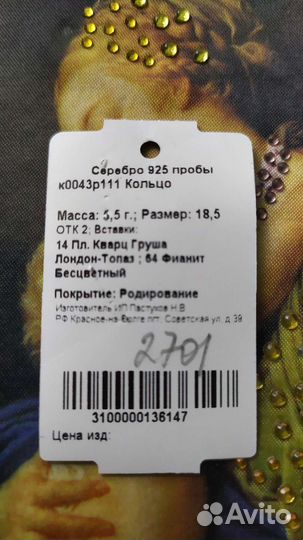 Серебро 925 пробы
к0043р111 Кольцо
Масса: 5,5 г.; Размер: 18,5
ОТК 2; Вставки:
14 Пл. Кварц Груша
Лондон-Топаз ; 64 Фианит
Бесцветный
Покрытие: Родирование
Изготовитель ИП Пастухов Н.В
РФ Красное-на-Волге пгт, Советская ул, д.39
2701
3100000136147
Цена изд:
Avito